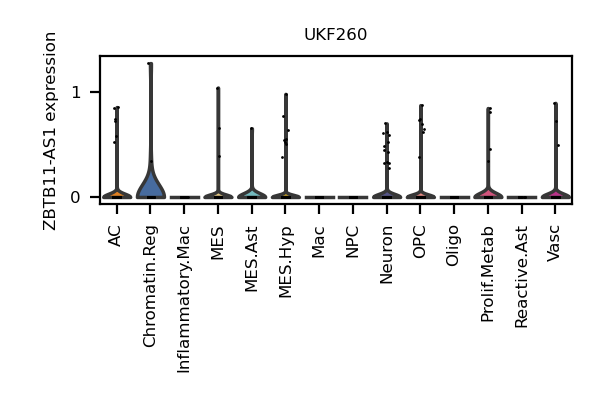 UKF260
ZBTB11-AS1 expression
1
0
AC
Chromatin.Reg
Inflammatory.Mac
MES
MES.Ast
MES.Hyp
Mac
NPC
Neuron
OPC
Oligo
Prolif.Metab
Reactive.Ast
Vasc